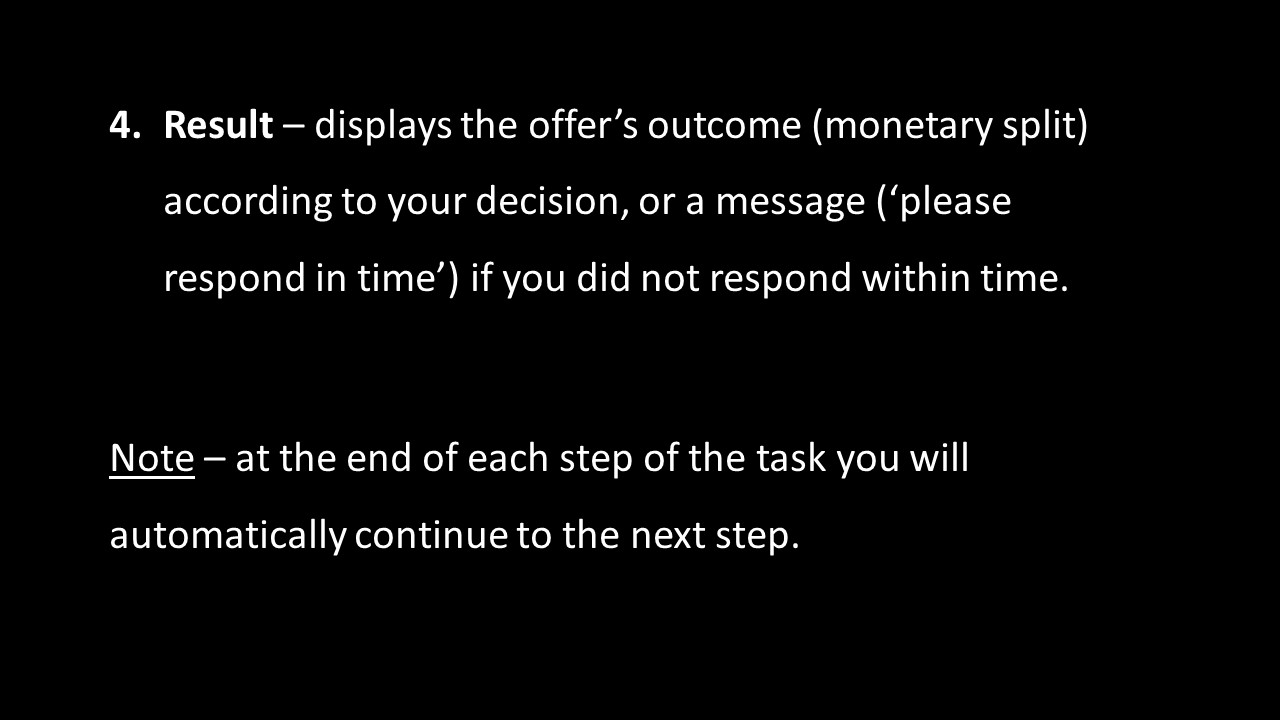 4. Result – displays the offer’s outcome (monetary split)
according to your decision, or a message (‘please
respond in time’) if you did not respond within time.
Note – at the end of each step of the task you will
automatically continue to the next step.